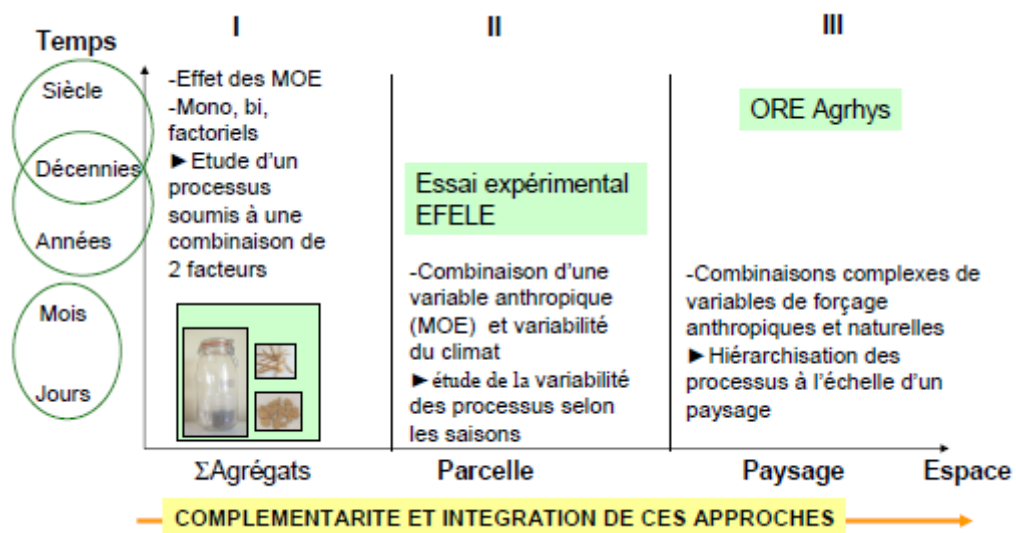 Temps
Siècle
Décennies
Années
Mois
Jours
I
-Effet des MOE
-Mono, bi,
factoriels
►Etude d'un
processus
soumis à une
combinaison de
2 facteurs
II
Essai expérimental
EFELE
-Combinaison d'une
variable anthropique
(MOE) et variabilité
du climat
►étude de la variabilité
des processus selon
les saisons
III
ORE Agrhys
-Combinaisons complexes de
variables de forçage
anthropiques et naturelles
►Hiérarchisation des
processus à l'échelle d'un
paysage
ΣAgrégats
Parcelle
Paysage
Espace
COMPLEMENTARITE ET INTEGRATION DE CES APPROCHES